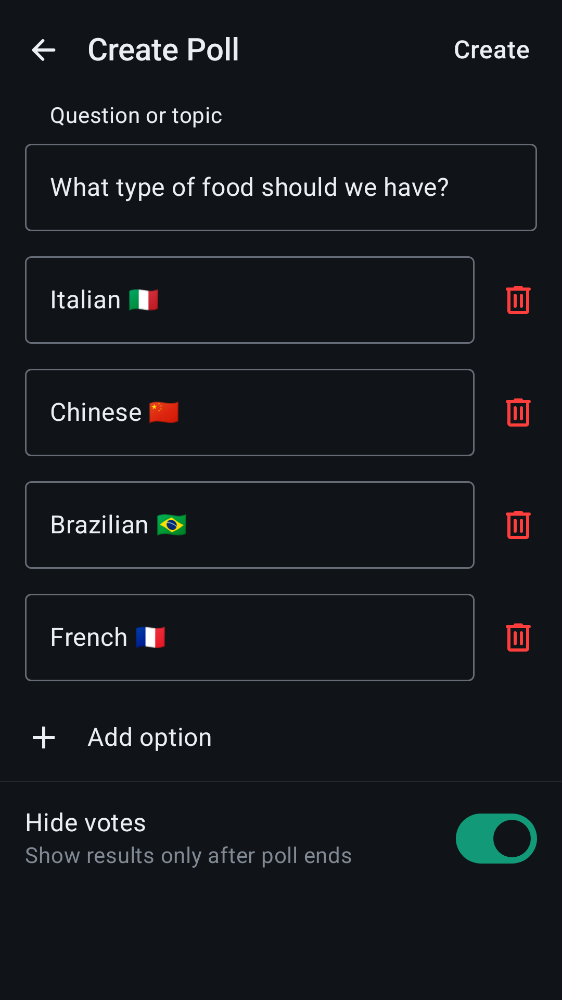 Create Poll
Create
Question or topic
What type of food should we have?
Italian 🇮🇹
Chinese 🇨🇳
Brazilian 🇧🇷
French 🇫🇷
Add option
Hide votes
Show results only after poll ends